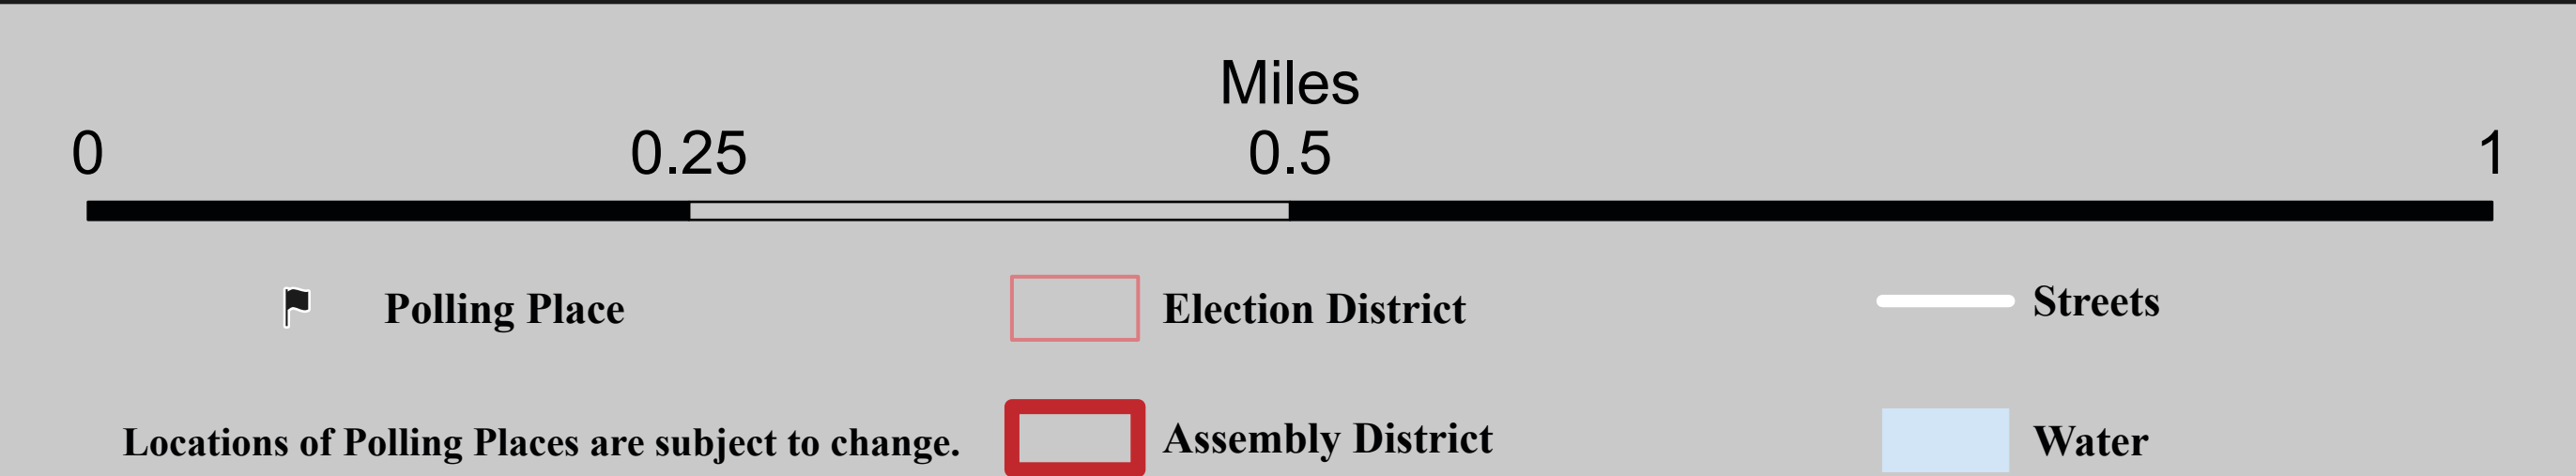 Miles
0 0.25 0.5 1
Polling Place Election District Streets
Locations of Polling Places are subject to change. Assembly District Water